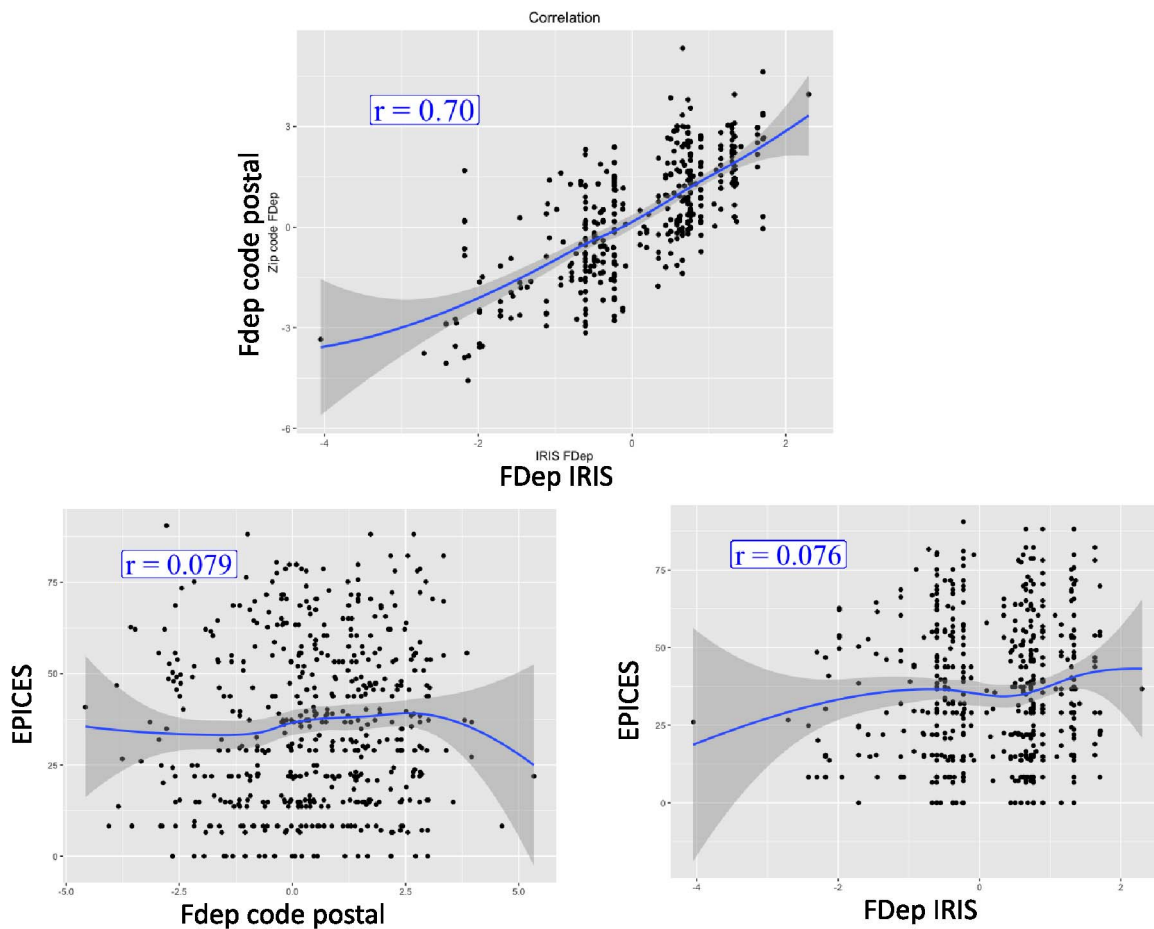 Correlation
r = 0.70
Fdep code postal
Zip code FDep
3
0
-3
-6
-4
-2
0
2
IRIS FDep
FDep IRIS
r = 0.079
EPICES
75
50
25
0
-5.0
-2.5
0.0
2.5
5.0
Fdep code postal
r = 0.076
EPICES
75
50
25
0
-4
-2
0
2
FDep IRIS